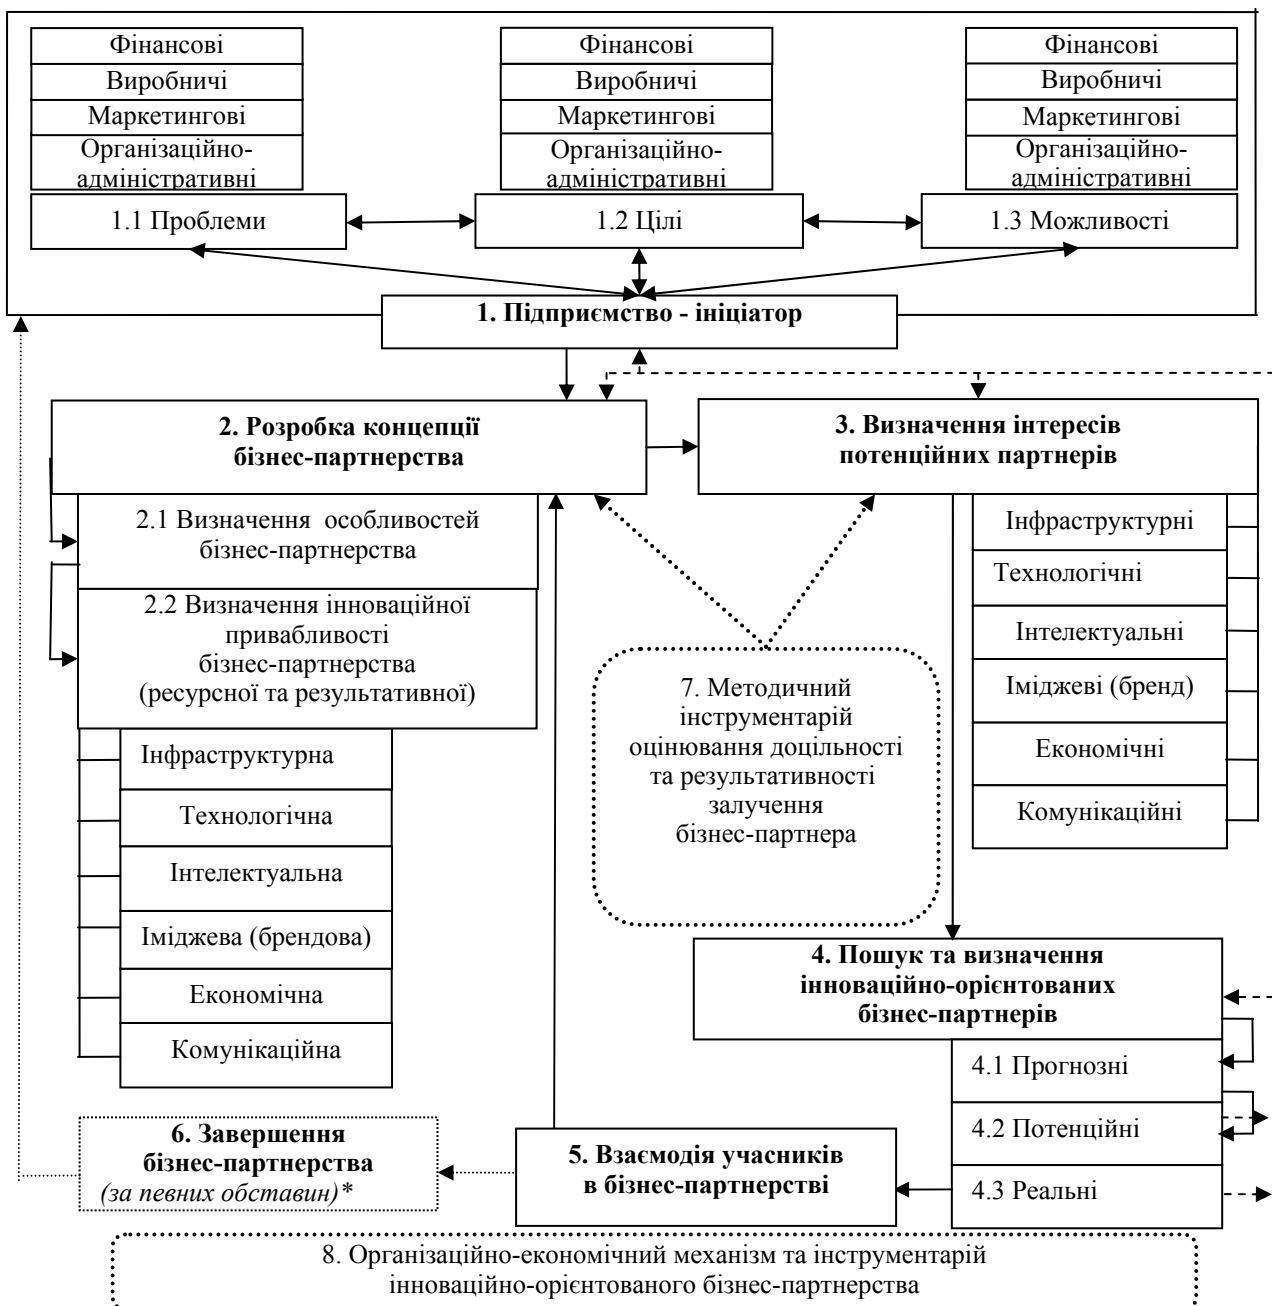 Фінансові
Виробничі
Маркетингові
Організаційно-
адміністративні
1.1 Проблеми
Фінансові
Виробничі
Маркетингові
Організаційно-
адміністративні
1.2 Цілі
Фінансові
Виробничі
Маркетингові
Організаційно-
адміністративні
1.3 Можливості
1. Підприємство - ініціатор
2. Розробка концепції
бізнес-партнерства
2.1 Визначення особливостей
бізнес-партнерства
2.2 Визначення інноваційної
привабливості
бізнес-партнерства
(ресурсної та результативної)
Інфраструктурна
Технологічна
Інтелектуальна
Іміджева (брендова)
Економічна
Комунікаційна
3. Визначення інтересів
потенційних партнерів
Інфраструктурні
Технологічні
Інтелектуальні
Іміджеві (бренд)
Економічні
Комунікаційні
7. Методичний
інструментарій
оцінювання доцільності
та результативності
залучення
бізнес-партнера
4. Пошук та визначення
інноваційно-орієнтованих
бізнес-партнерів
4.1 Прогнозні
4.2 Потенційні
4.3 Реальні
5. Взаємодія учасників
в бізнес-партнерстві
6. Завершення
бізнес-партнерства
(за певних обставин)*
8. Організаційно-економічний механізм та інструментарій
інноваційно-орієнтованого бізнес-партнерства